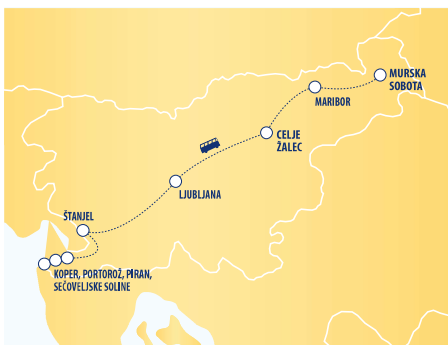 MURSKA
SOBOTA
MARIBOR
CELJE
ŽALEC
LJUBLJANA
ŠTANJEL
KOPER, PORTOROŽ, PIRAN,
SEČOVELJSKE SOLINE